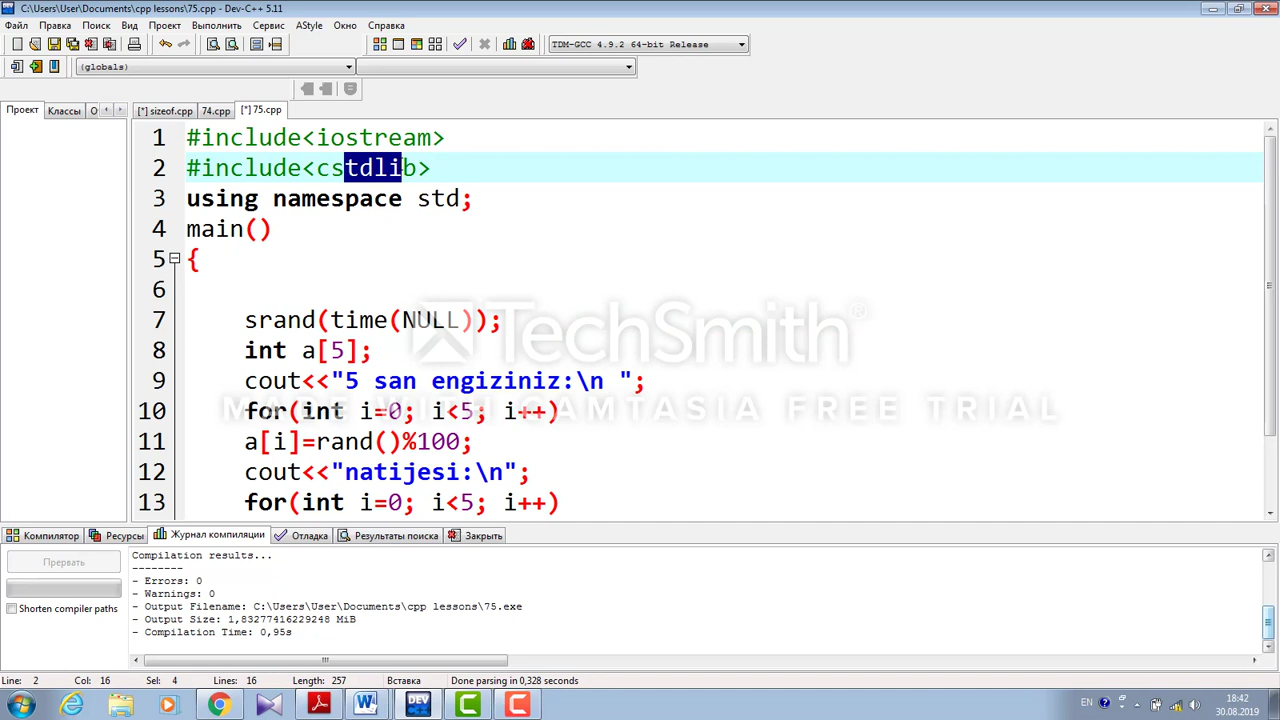 C:\Users\User\Documents\cpp lessons\75.cpp - Dev-C++ 5.11
Файл Правка Поиск Вид Проект Выполнить Сервис AStyle Окно Справка
TDM-GCC 4.9.2 64-bit Release
(globals)
Проект Классы О [*] sizeof.cpp 74.cpp [*] 75.cpp
1 #include<iostream>
2 #include<cstdlib>
3 using namespace std;
4 main()
5 {
6
7 srand(time(NULL));
8 int a[5];
9 cout<<"5 san engiziniz:\n ";
10 for(int i=0; i<5; i++)
11 a[i]=rand()%100;
12 cout<<"natijesi:\n";
13 for(int i=0; i<5; i++)
TechSmith®
MADE WITH CAMTASIA FREE TRIAL
Компилятор Ресурсы Журнал компиляции Отладка Результаты поиска Закрыть
Прервать
Shorten compiler paths
Compilation results...
--------
- Errors: 0
- Warnings: 0
- Output Filename: C:\Users\User\Documents\cpp lessons\75.exe
- Output Size: 1,83277416229248 MiB
- Compilation Time: 0,95s
Line: 2 Col: 16 Sel: 4 Lines: 16 Length: 257 Вставка Done parsing in 0,328 seconds
DEV
EN 18:42
30.08.2019